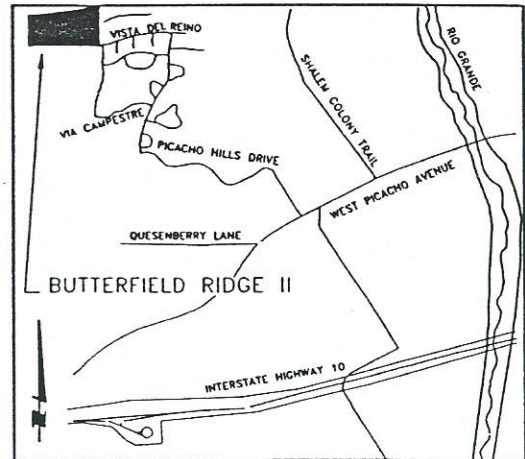 VISTA DEL REINO
RIO GRANDE
SHALEM COLONY TRAIL
VIA CAMPESTRE
PICACHO HILLS DRIVE
WEST PICACHO AVENUE
QUESENBERRY LANE
BUTTERFIELD RIDGE II
INTERSTATE HIGHWAY 10
N